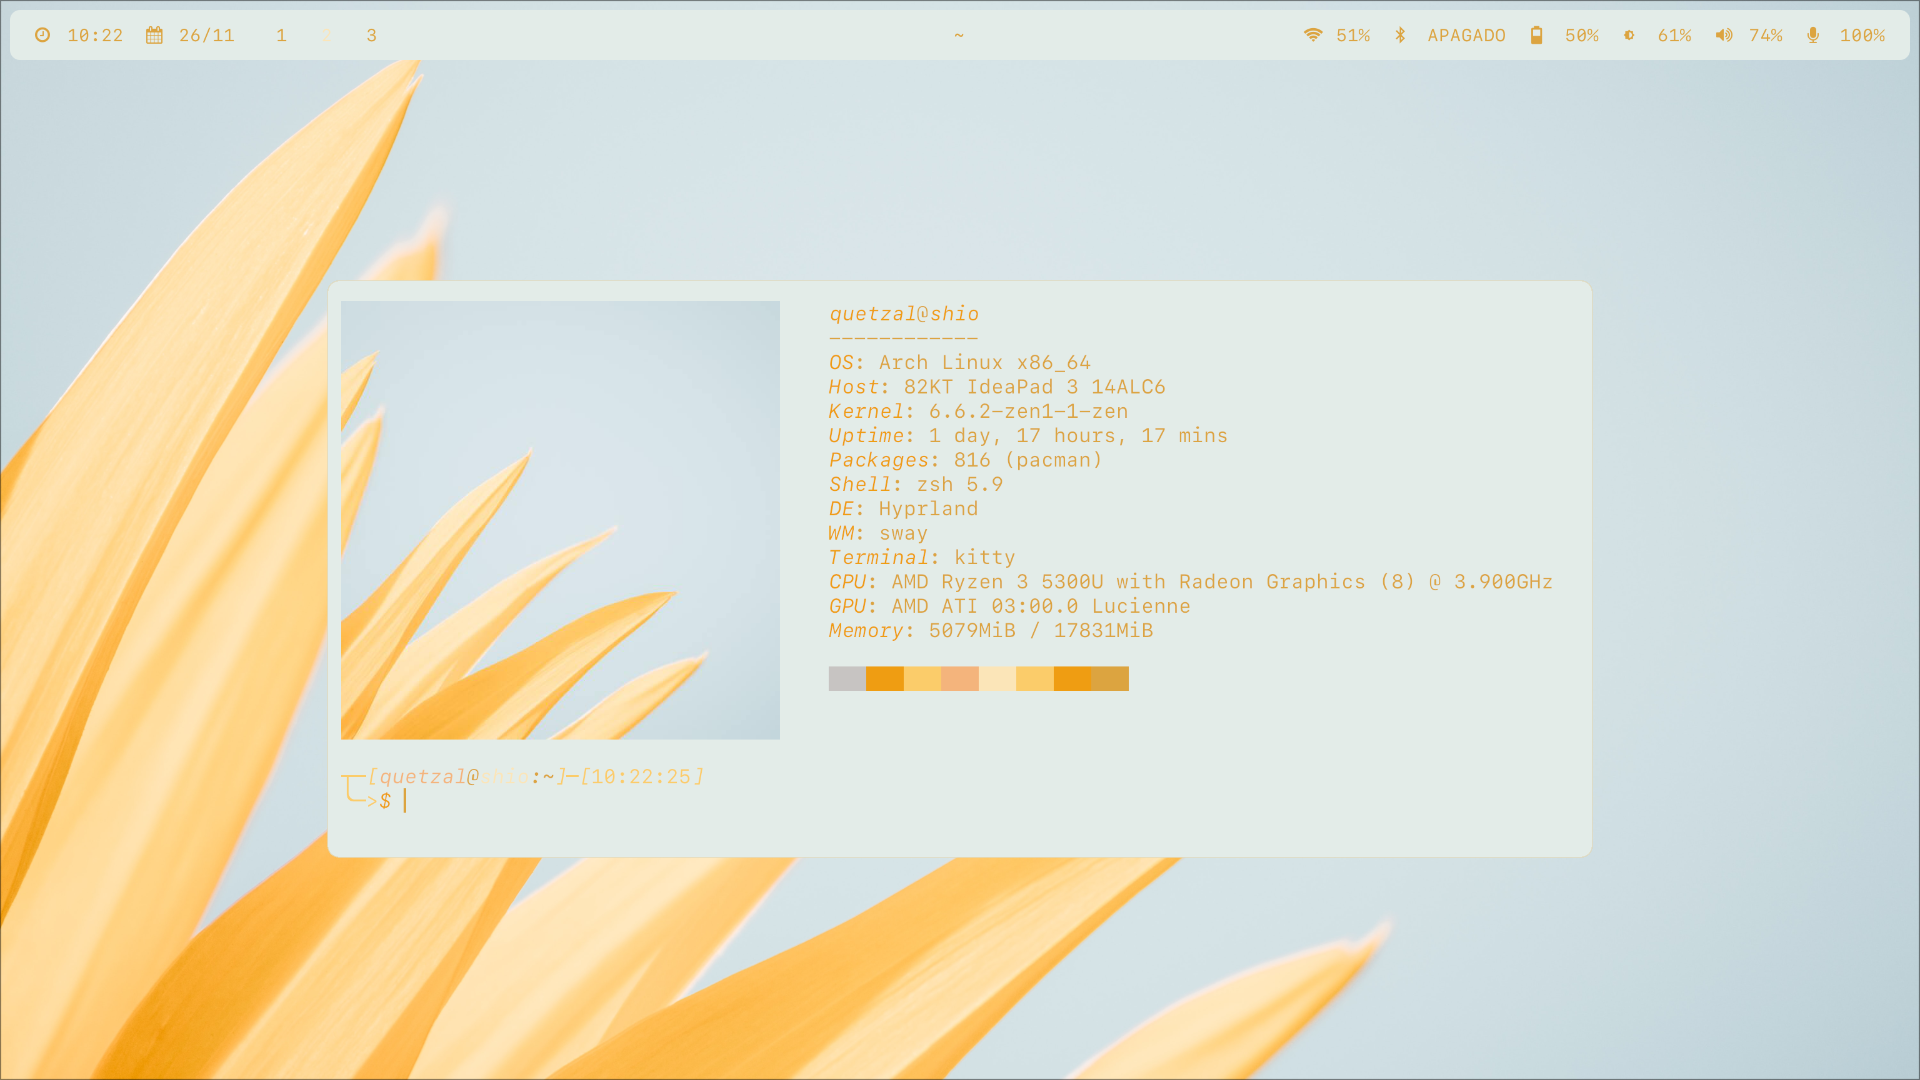 10:22 26/11 1 3 ~ 51% APAGADO 50% 61% 74% 100%
quetzal@shio
------------
OS: Arch Linux x86_64
Host: 82KT IdeaPad 3 14ALC6
Kernel: 6.6.2-zen1-1-zen
Uptime: 1 day, 17 hours, 17 mins
Packages: 816 (pacman)
Shell: zsh 5.9
DE: Hyprland
WM: sway
Terminal: kitty
CPU: AMD Ryzen 3 5300U with Radeon Graphics (8) @ 3.900GHz
GPU: AMD ATI 03:00.0 Lucienne
Memory: 5079MiB / 17831MiB
┬─[quetzal@shio:~]─[10:22:25]
╰─>$